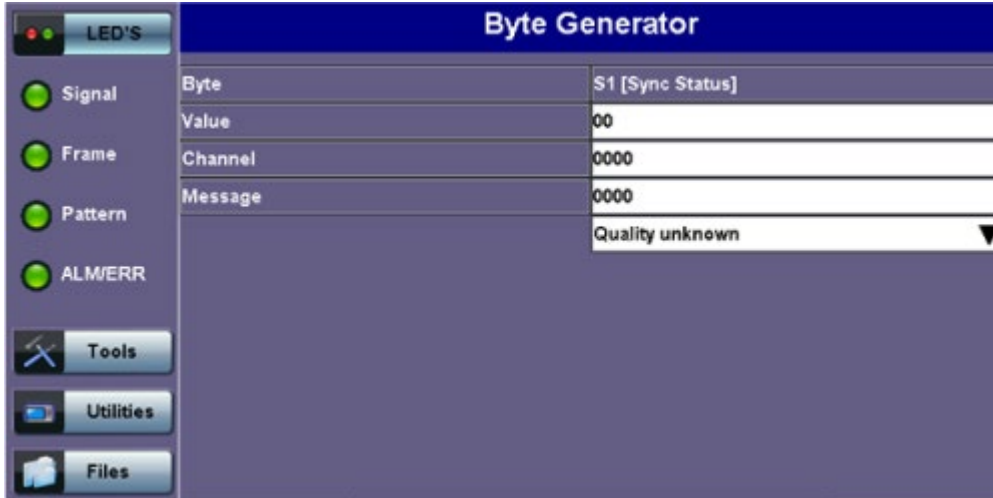 LED'S
Byte Generator
Signal
Frame
Pattern
ALM/ERR
Tools
Utilities
Files
Byte S1 [Sync Status]
Value 00
Channel 0000
Message 0000
Quality unknown